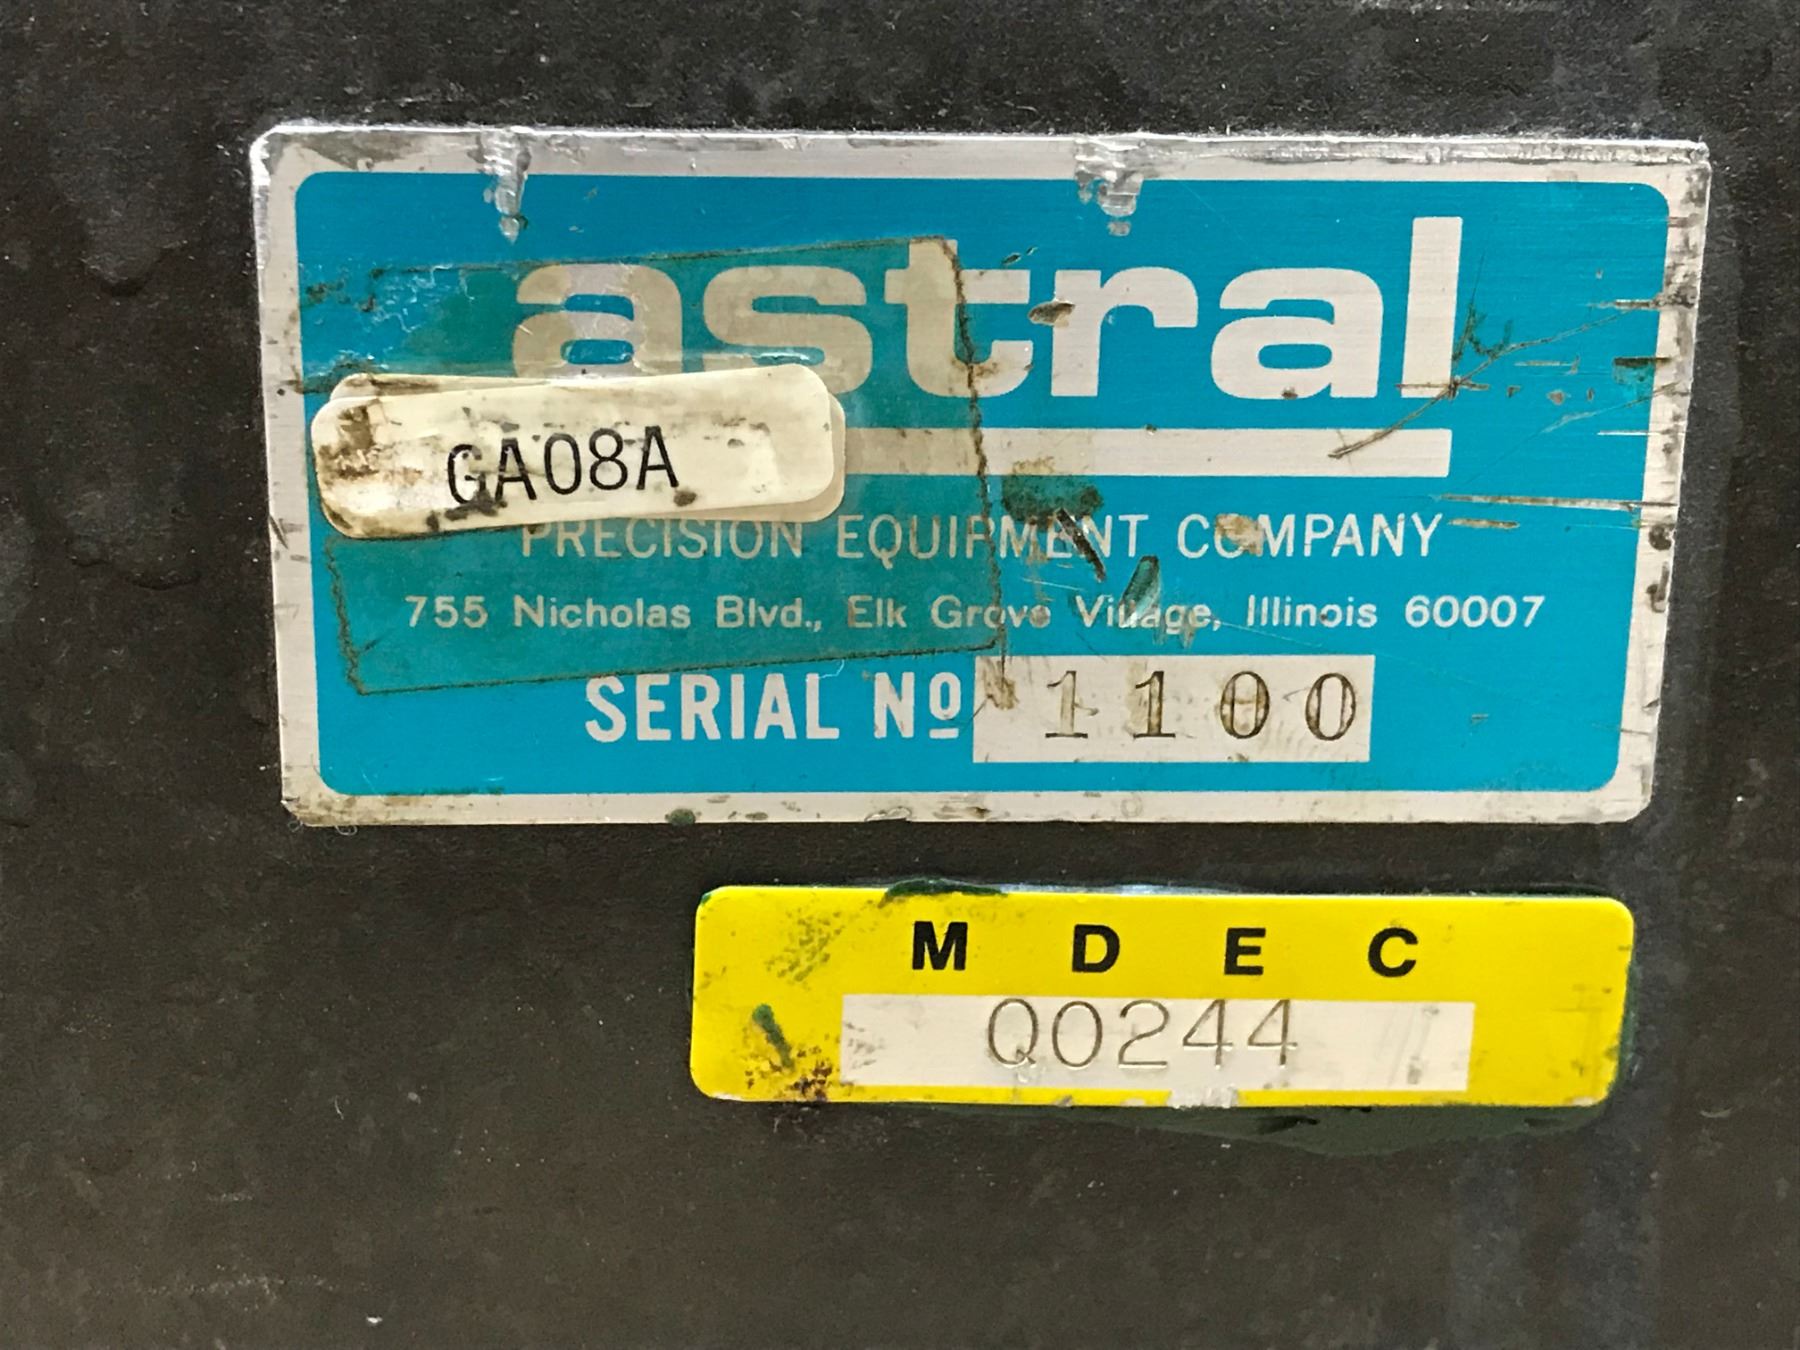 astral
GA08A
PRECISION EQUIPMENT COMPANY
755 Nicholas Blvd., Elk Grove Village, Illinois 60007
SERIAL Nº 1100
M D E C
Q0244